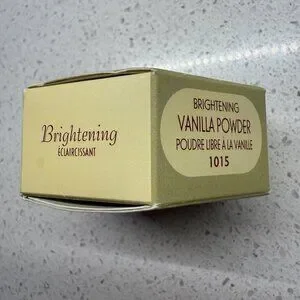 Brightening
ÉCLAIRCISSANT
BRIGHTENING
VANILLA POWDER
POUDRE LIBRE À LA VANILLE
1015